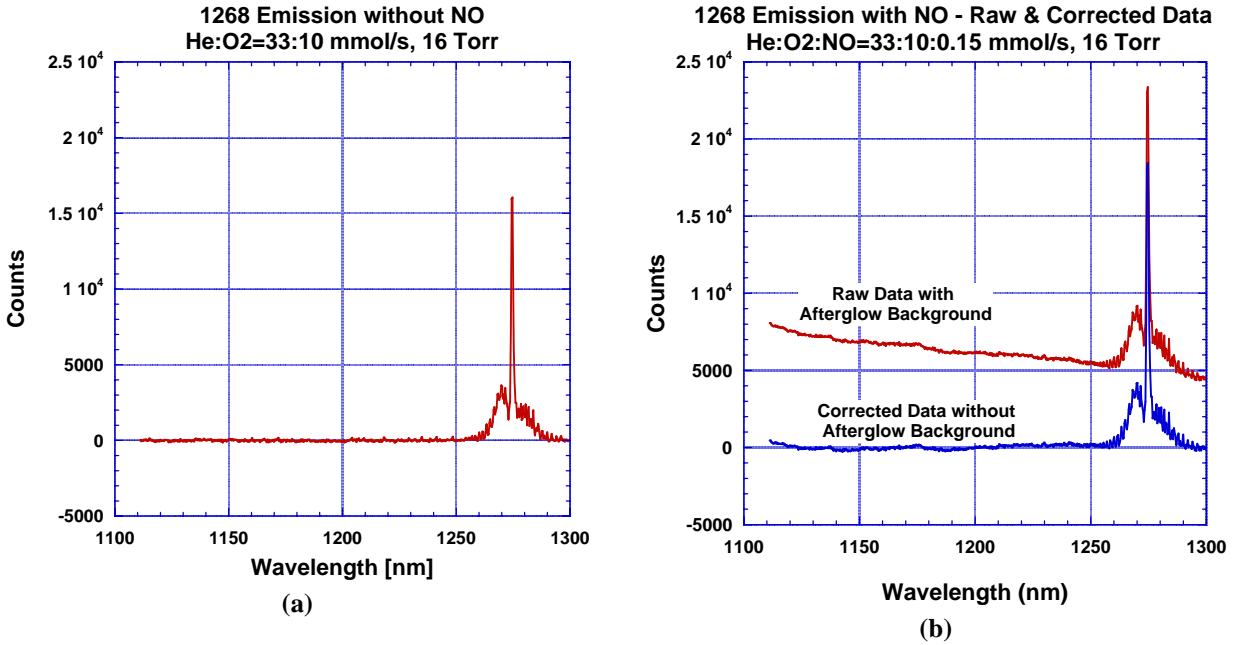 1268 Emission without NO
He:O2=33:10 mmol/s, 16 Torr
2.5 10^4
2 10^4
1.5 10^4
1 10^4
5000
0
-5000
Counts
1100 1150 1200 1250 1300
Wavelength [nm]
(a)
1268 Emission with NO - Raw & Corrected Data
He:O2:NO=33:10:0.15 mmol/s, 16 Torr
2.5 10^4
2 10^4
1.5 10^4
1 10^4
5000
0
-5000
Counts
Raw Data with
Afterglow Background
Corrected Data without
Afterglow Background
1100 1150 1200 1250 1300
Wavelength (nm)
(b)